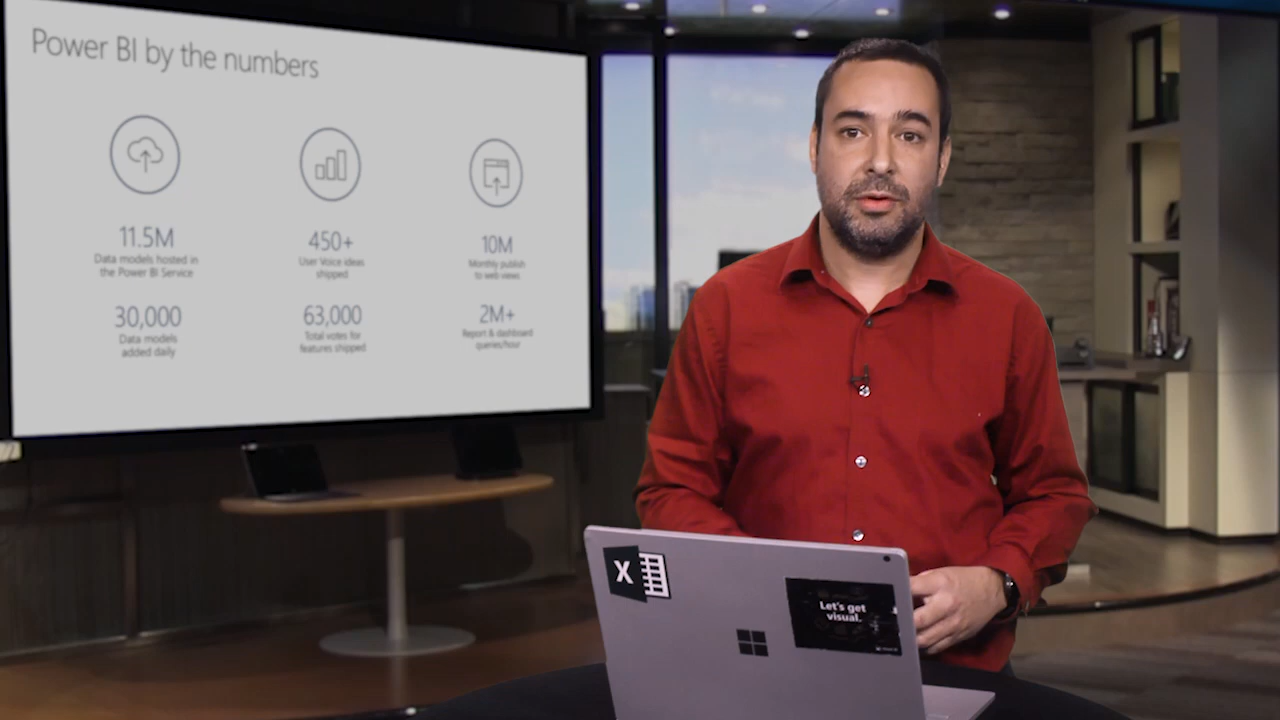 Power BI by the numbers
11.5M
Data models hosted in
the Power BI Service
450+
User Voice ideas
shipped
10M
Monthly publish
to web views
30,000
Data models
added daily
63,000
Total votes for
features shipped
2M+
Report & dashboard
queries/hour
X
Let's get
visual.